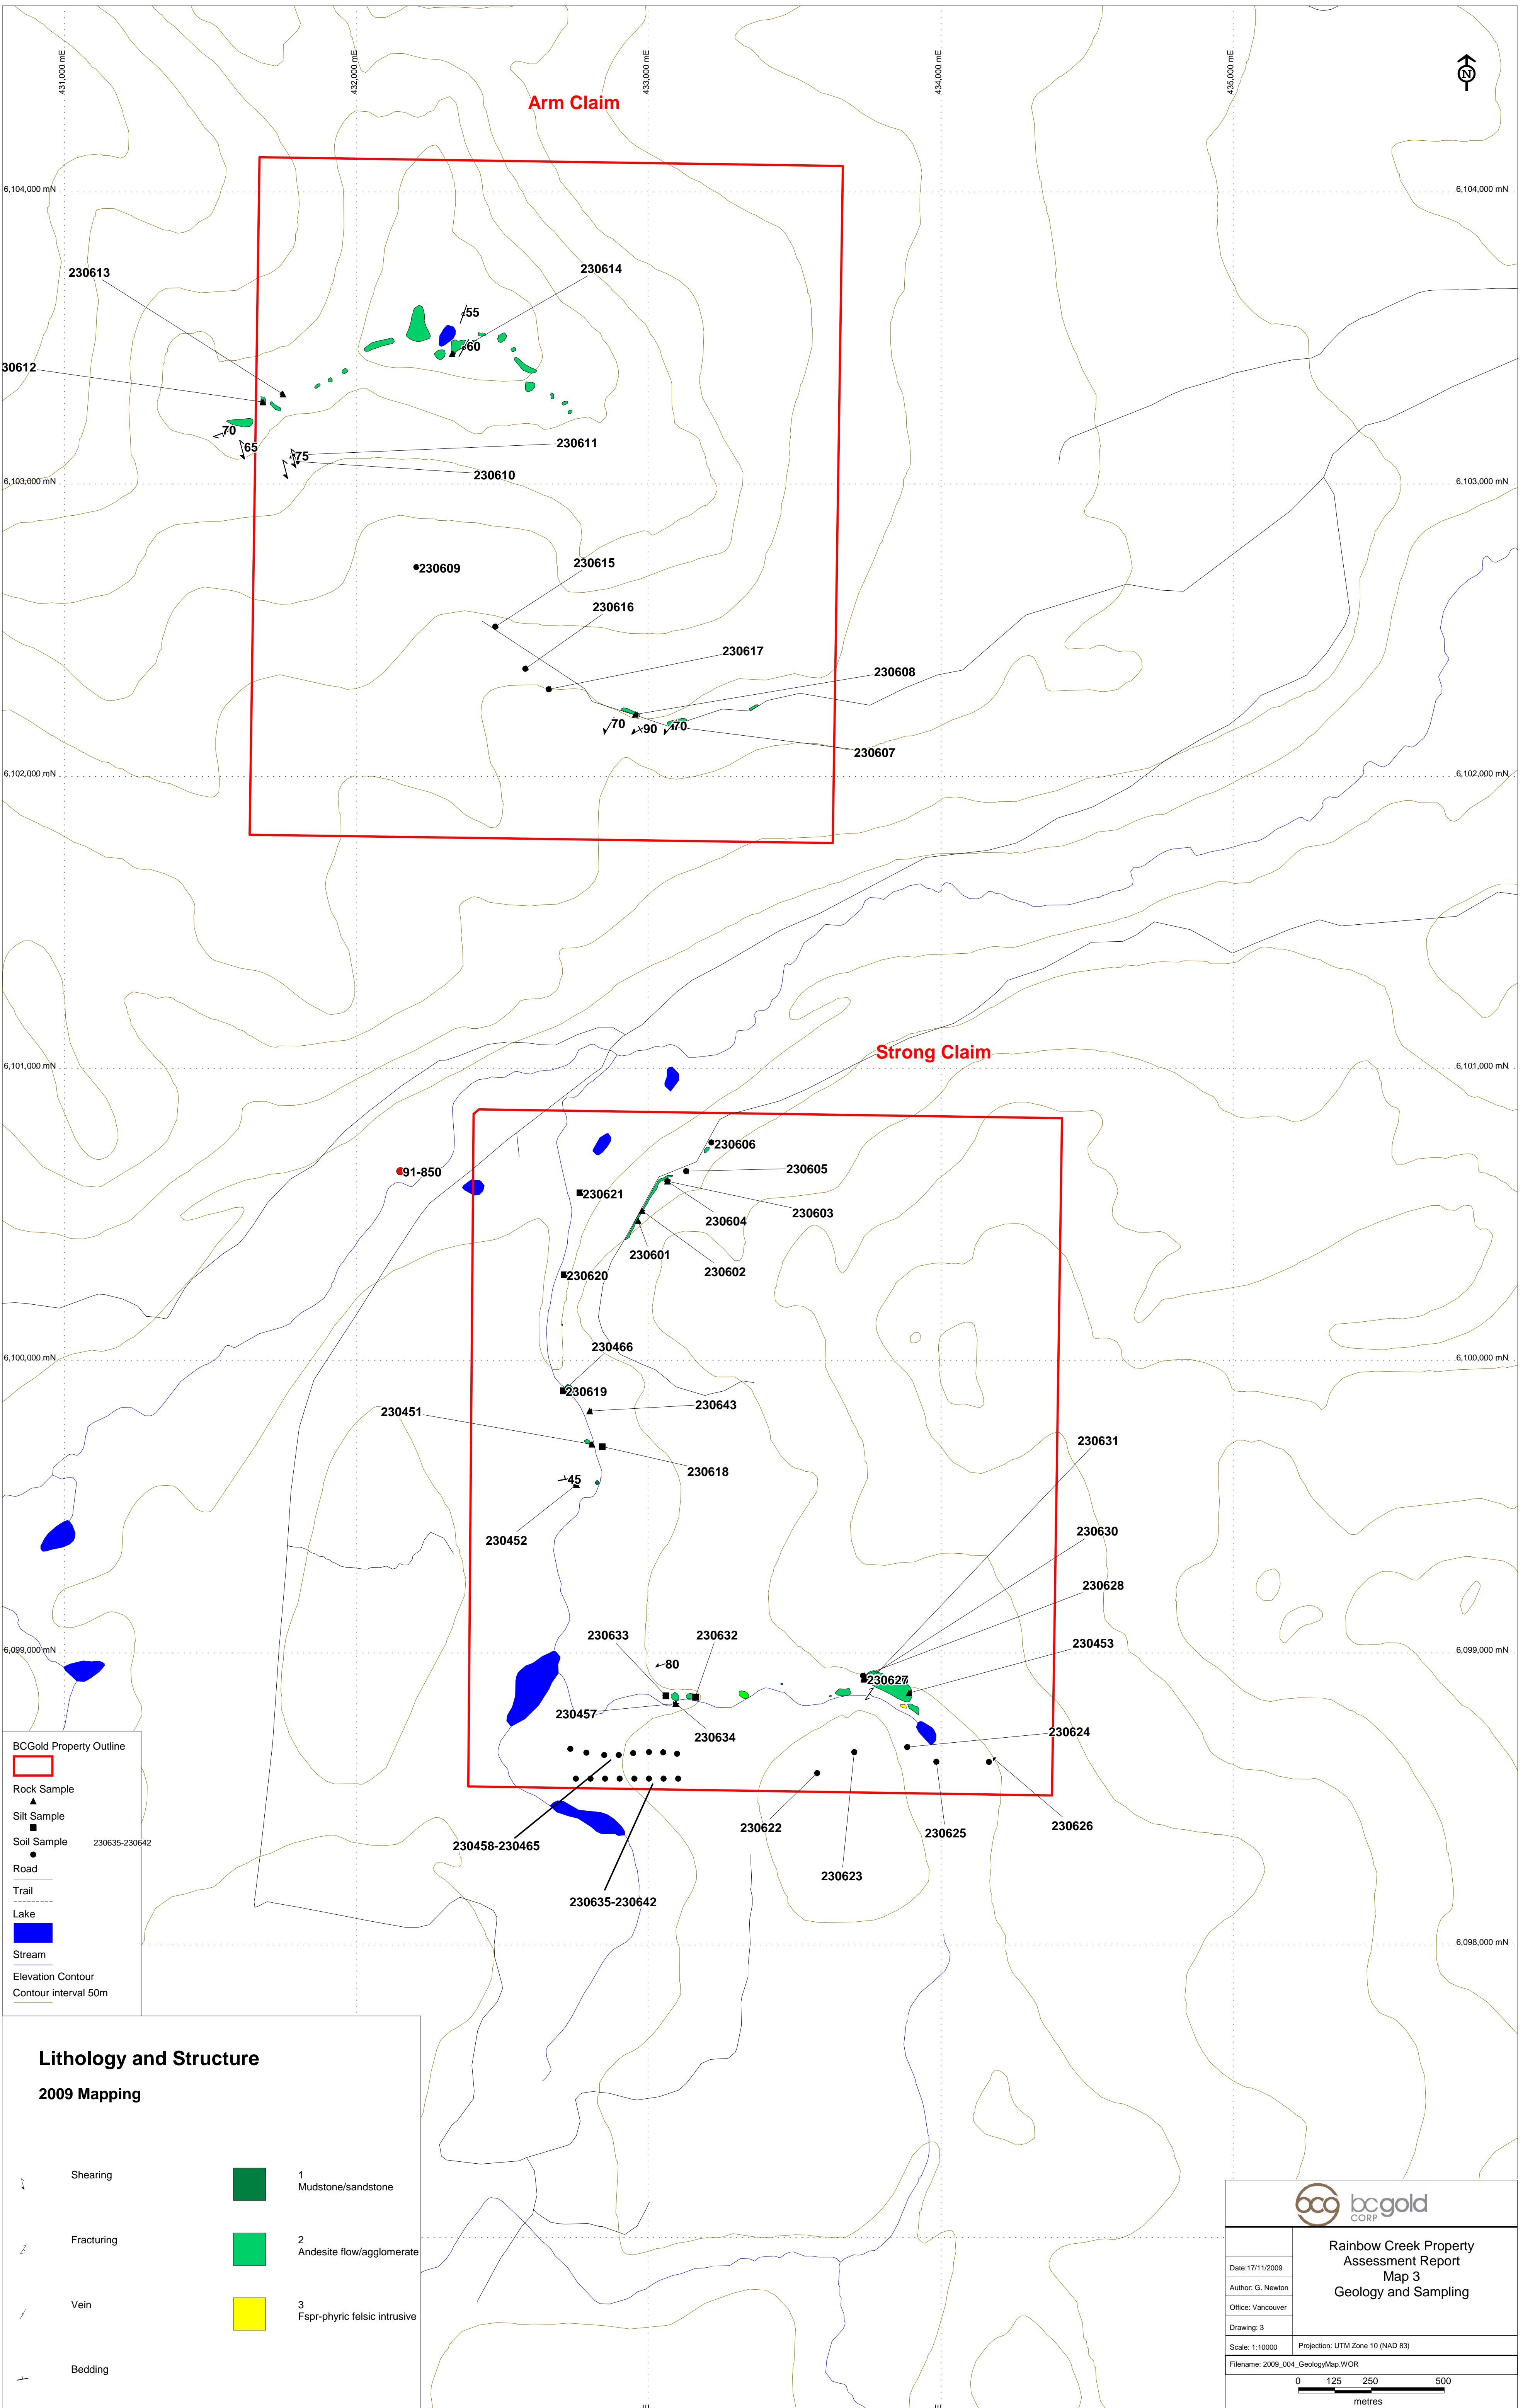 431,000 mE
432,000 mE
433,000 mE
434,000 mE
435,000 mE
N
Arm Claim
6,104,000 mN
6,104,000 mN
230613
230614
55
60
30612
70
65
75
230611
230610
6,103,000 mN
6,103,000 mN
230609
230615
230616
230617
230608
70
90
70
230607
6,102,000 mN
6,102,000 mN
Strong Claim
6,101,000 mN
6,101,000 mN
230606
91-850
230605
230621
230603
230604
230601
230602
230620
230466
6,100,000 mN
6,100,000 mN
230619
230643
230451
230631
230618
45
230452
230630
230628
230633
230632
230453
6,099,000 mN
6,099,000 mN
80
230627
230457
230634
230624
230622
230625
230626
230458-230465
230623
230635-230642
6,098,000 mN
BCGold Property Outline
Rock Sample
Silt Sample
Soil Sample
230635-230642
Road
Trail
Lake
Stream
Elevation Contour
Contour interval 50m
Lithology and Structure
2009 Mapping
Shearing
1
Mudstone/sandstone
Fracturing
2
Andesite flow/agglomerate
Vein
3
Fspr-phyric felsic intrusive
Bedding
bcg bcgold
CORP
Rainbow Creek Property
Assessment Report
Map 3
Geology and Sampling
Date:17/11/2009
Author: G. Newton
Office: Vancouver
Drawing: 3
Scale: 1:10000
Projection: UTM Zone 10 (NAD 83)
Filename: 2009_004_GeologyMap.WOR
0 125 250 500
metres